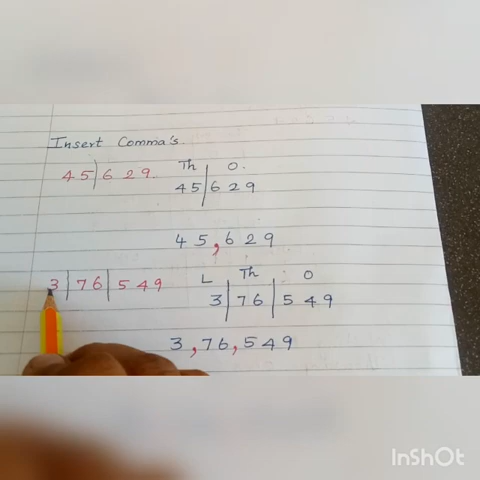 Insert Comma's.
45|629. Th | O.
45|629
45,629
3|76|549 L Th O
3|76|549
3,76,549
InShOt